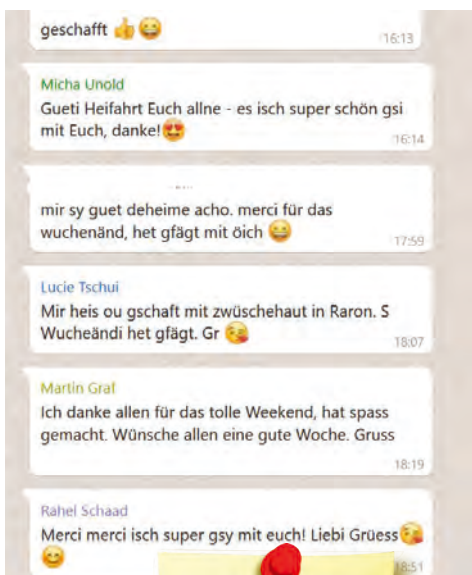 geschafft 👍😄
16:13
Micha Unold
Gueti Heifahrt Euch allne - es isch super schön gsi
mit Euch, danke!😍
16:14
mir sy guet deheime acho. merci für das
wuchenänd, het gfägt mit öich 😄
17:59
Lucie Tschui
Mir heis ou gschaft mit zwüschehaut in Raron. S
Wucheändi het gfägt. Gr 😘
18:07
Martin Graf
Ich danke allen für das tolle Weekend, hat spass
gemacht. Wünsche allen eine gute Woche. Gruss
18:19
Rahel Schaad
Merci merci isch super gsy mit euch! Liebi Grüess😘
😊
18:51